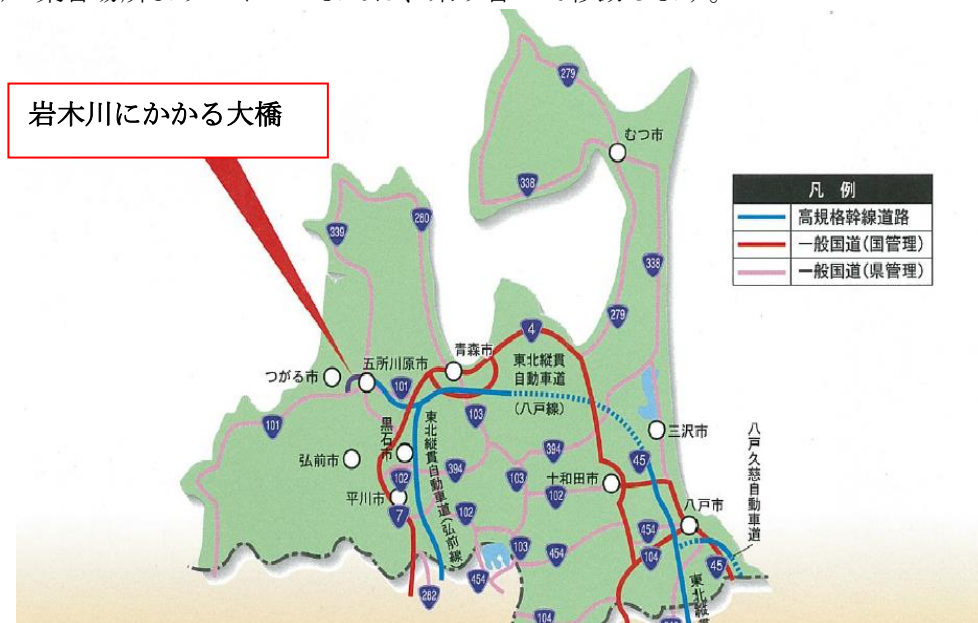 岩木川にかかる大橋
279
むつ市
338
凡 例
高規格幹線道路
一般国道(国管理)
一般国道(県管理)
280
339
338
279
4
青森市
東北縦貫
自動車道
(八戸線)
五所川原市
つがる市
101
103
101
黒石市
東北縦貫自動車道(弘前線)
三沢市
八戸久慈自動車道
弘前市
394
394
45
102
103
十和田市
102
平川市
7
102
八戸市
454
103
454
104
45
454
282
104
東北縦貫